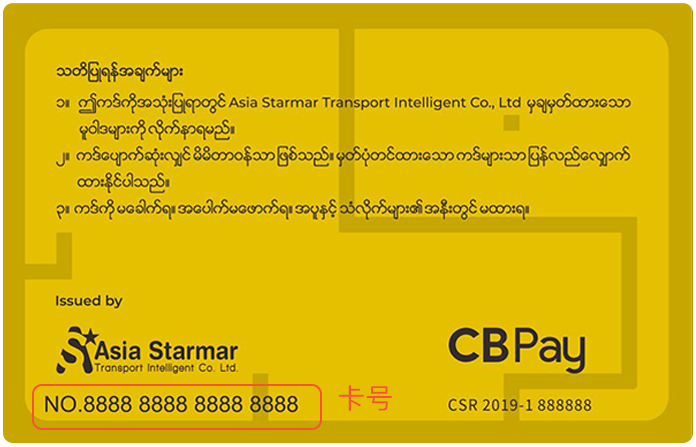 သတိပြုရန်အချက်များ
၁။ ဤကဒ်ကိုအသုံးပြုရာတွင် Asia Starmar Transport Intelligent Co., Ltd မှချမှတ်ထားသော
မူဝါဒများကို လိုက်နာရမည်။
၂။ ကဒ်ပျောက်ဆုံးလျှင် မိမိတာဝန်သာ ဖြစ်သည်။ မှတ်ပုံတင်ထားသော ကဒ်များသာ ပြန်လည်လျှောက်
ထားနိုင်ပါသည်။
၃။ ကဒ်ကို မခေါက်ရ။ အပေါက်မဖောက်ရ။ အပူနှင့် သံလိုက်များ၏ အနီးတွင် မထားရ။
Issued by
Asia Starmar
Transport Intelligent Co. Ltd.
CBPay
NO.8888 8888 8888 8888
卡号
CSR 2019-1 888888